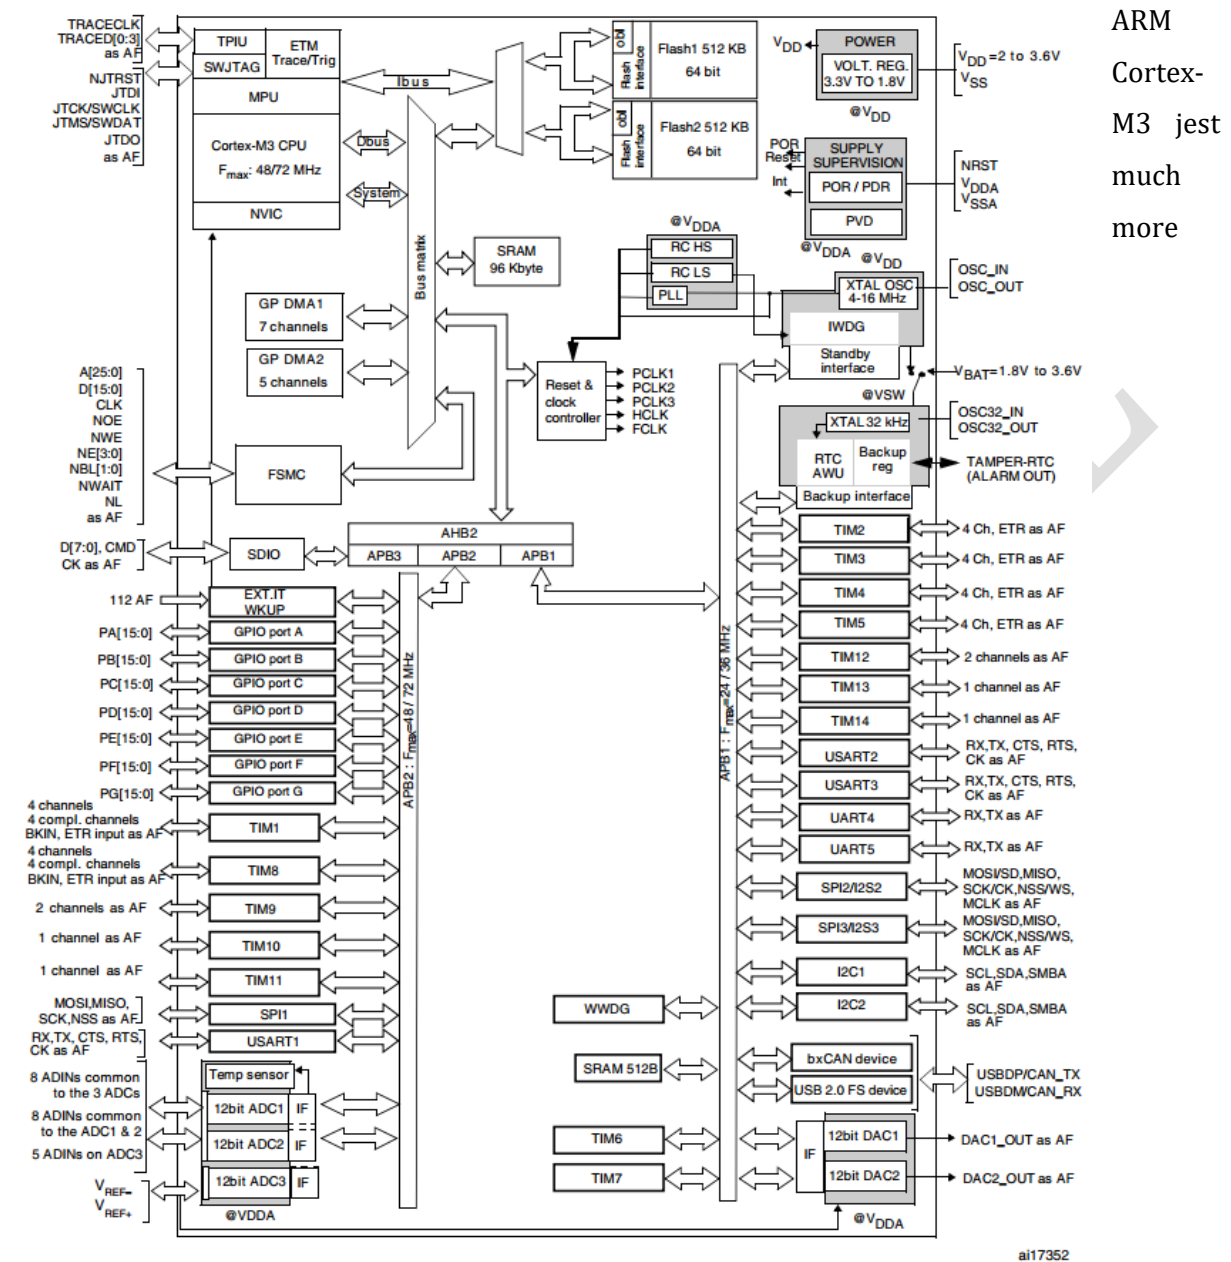 TRACECLK
TRACED[0:3]
as AF
NJTRST
JTDI
JTCK/SWCLK
JTMS/SWDAT
JTDO
as AF
TPIU
ETM
Trace/Trig
SWJTAG
MPU
Cortex-M3 CPU
Fmax: 48/72 MHz
NVIC
Ibus
Dbus
System
Bus matrix
obl
Flash interface
Flash1 512 KB
64 bit
obl
Flash interface
Flash2 512 KB
64 bit
SRAM
96 Kbyte
GP DMA1
7 channels
GP DMA2
5 channels
VDD
POWER
VOLT. REG.
3.3V TO 1.8V
@VDD
VDD=2 to 3.6V
VSS
POR
Reset
Int
SUPPLY
SUPERVISION
POR / PDR
PVD
@VDDA
NRST
VDDA
VSSA
@VDDA
RC HS
RC LS
PLL
@VDD
XTAL OSC
4-16 MHz
IWDG
Standby
interface
OSC_IN
OSC_OUT
Reset &
clock
controller
PCLK1
PCLK2
PCLK3
HCLK
FCLK
VBAT=1.8V to 3.6V
@VSW
OSC32_IN
OSC32_OUT
XTAL 32 kHz
RTC
AWU
Backup
reg
Backup interface
TAMPER-RTC
(ALARM OUT)
A[25:0]
D[15:0]
CLK
NOE
NWE
NE[3:0]
NBL[1:0]
NWAIT
NL
as AF
FSMC
D[7:0], CMD
CK as AF
SDIO
AHB2
APB3
APB2
APB1
112 AF
EXT.IT
WKUP
PA[15:0]
GPIO port A
PB[15:0]
GPIO port B
PC[15:0]
GPIO port C
PD[15:0]
GPIO port D
PE[15:0]
GPIO port E
PF[15:0]
GPIO port F
PG[15:0]
GPIO port G
4 channels
4 compl. channels
BKIN, ETR input as AF
TIM1
4 channels
4 compl. channels
BKIN, ETR input as AF
TIM8
2 channels as AF
TIM9
1 channel as AF
TIM10
1 channel as AF
TIM11
MOSI,MISO,
SCK,NSS as AF
SPI1
RX,TX, CTS, RTS,
CK as AF
USART1
Temp sensor
8 ADINs common
to the 3 ADCs
12bit ADC1
IF
8 ADINs common
to the ADC1 & 2
12bit ADC2
IF
5 ADINs on ADC3
12bit ADC3
IF
VREF–
VREF+
@VDDA
APB2 : Fmax=48 / 72 MHz
APB1 : Fmax=24 / 36 MHz
TIM2
4 Ch, ETR as AF
TIM3
4 Ch, ETR as AF
TIM4
4 Ch, ETR as AF
TIM5
4 Ch, ETR as AF
TIM12
2 channels as AF
TIM13
1 channel as AF
TIM14
1 channel as AF
USART2
RX,TX, CTS, RTS,
CK as AF
USART3
RX,TX, CTS, RTS,
CK as AF
UART4
RX,TX as AF
UART5
RX,TX as AF
SPI2/I2S2
MOSI/SD,MISO,
SCK/CK,NSS/WS,
MCLK as AF
SPI3/I2S3
MOSI/SD,MISO,
SCK/CK,NSS/WS,
MCLK as AF
I2C1
SCL,SDA,SMBA
as AF
I2C2
SCL,SDA,SMBA
as AF
WWDG
SRAM 512B
bxCAN device
USB 2.0 FS device
USBDP/CAN_TX
USBDM/CAN_RX
TIM6
TIM7
IF
12bit DAC1
DAC1_OUT as AF
12bit DAC2
DAC2_OUT as AF
@VDDA
ai17352
ARM
Cortex-
M3 jest
much
more